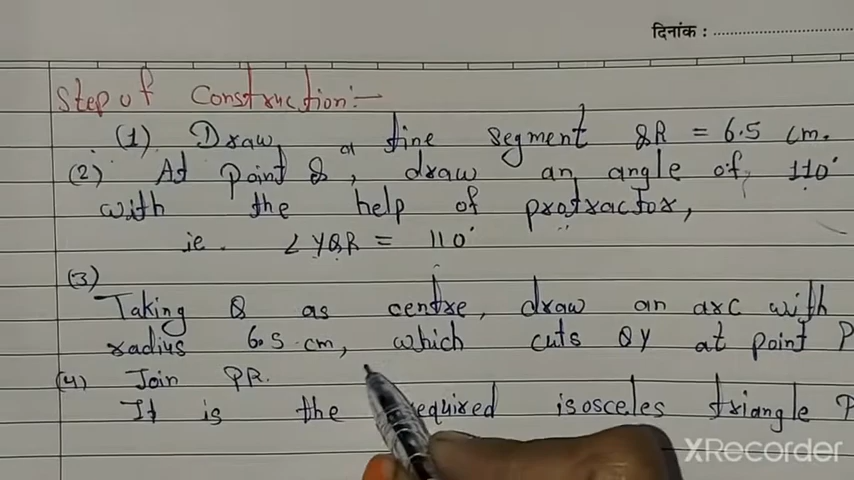 दिनांक : ........................
Step of Construction:—
(1) Draw a line segment QR = 6.5 cm.
(2) At point Q, draw an angle of 110°
with the help of protractor,
ie. ∠YQR = 110°
(3)
Taking Q as centre, draw an arc with
radius 6.5 cm, which cuts QY at point P
(4) Join PR.
It is the required isosceles triangle P
XRecorder